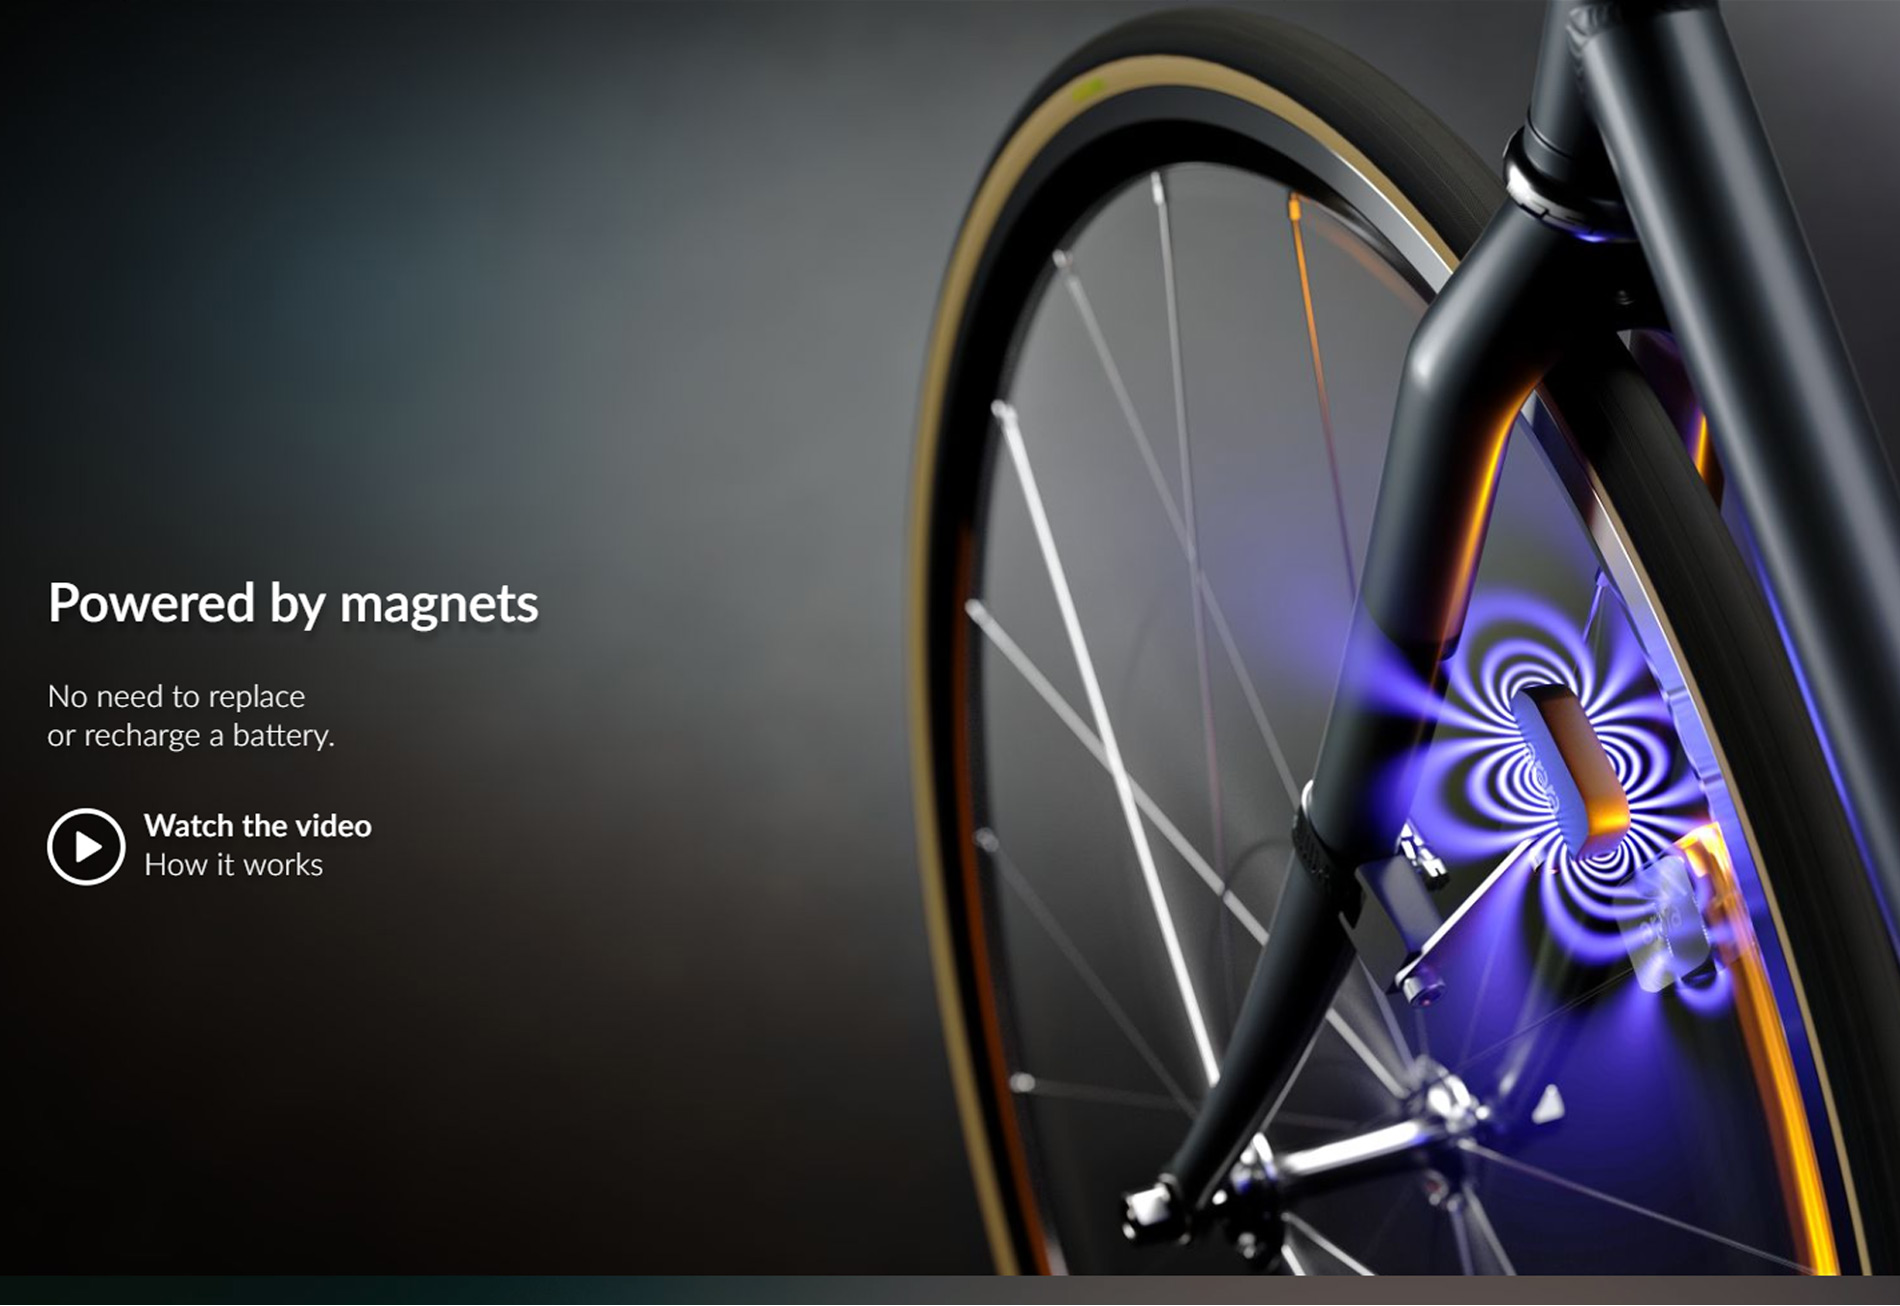 Powered by magnets
No need to replace
or recharge a battery.
Watch the video
How it works